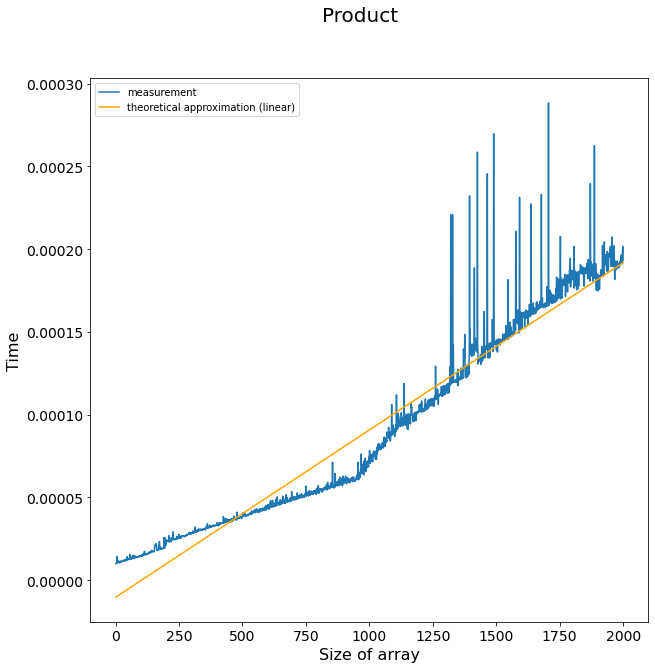 Product
measurement
theoretical approximation (linear)
0.00030
0.00025
0.00020
0.00015
0.00010
0.00005
0.00000
Time
0 250 500 750 1000 1250 1500 1750 2000
Size of array